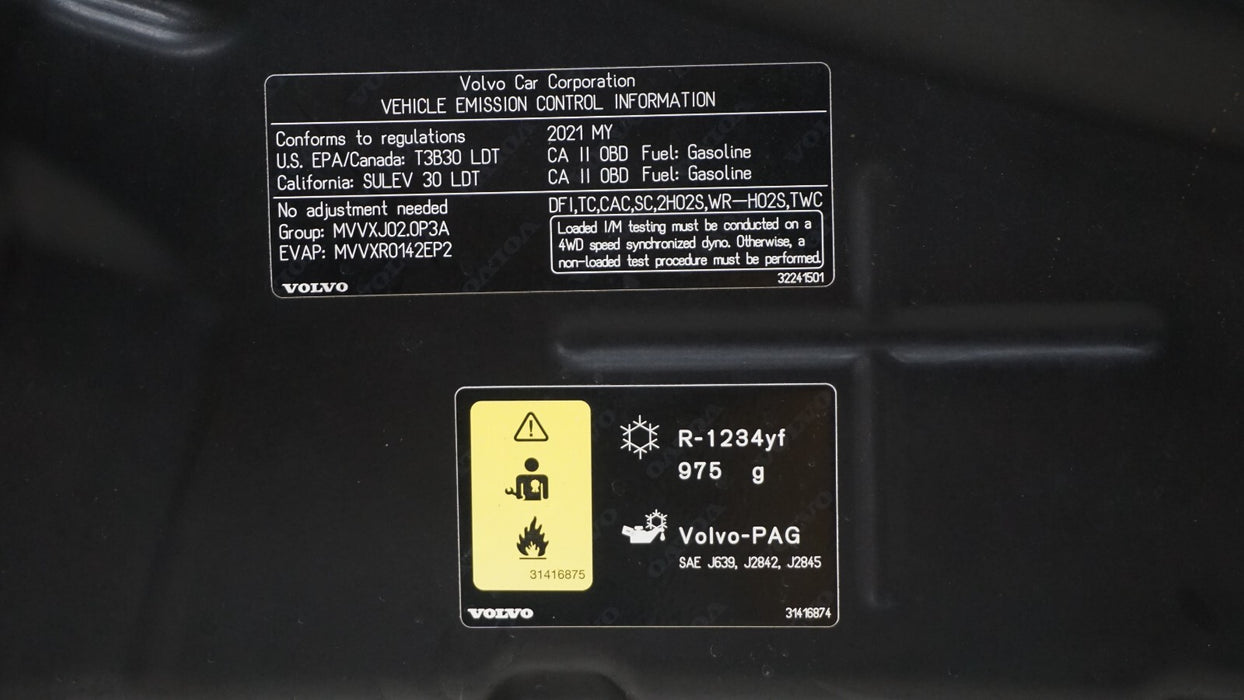 Volvo Car Corporation
VEHICLE EMISSION CONTROL INFORMATION
Conforms to regulations 2021 MY
U.S. EPA/Canada: T3B30 LDT CA II OBD Fuel: Gasoline
California: SULEV 30 LDT CA II OBD Fuel: Gasoline
No adjustment needed DFI,TC,CAC,SC,2HO2S,WR-HO2S,TWC
Group: MVVXJ02.0P3A
EVAP: MVVXR0142EP2
Loaded I/M testing must be conducted on a
4WD speed synchronized dyno. Otherwise, a
non-loaded test procedure must be performed.
VOLVO 32241501
R-1234yf
975 g
Volvo-PAG
SAE J639, J2842, J2845
31416875
VOLVO 31416874